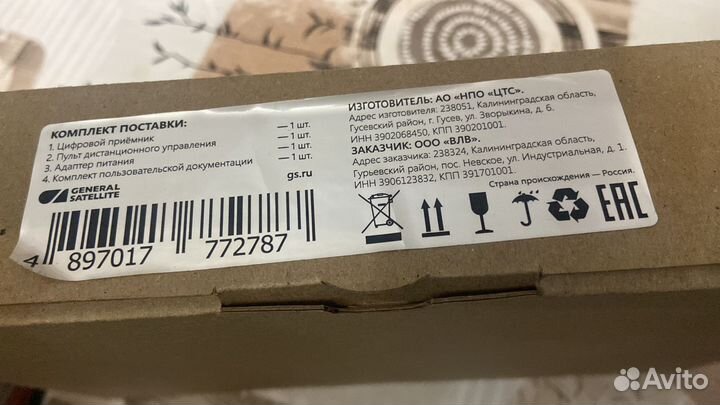 КОМПЛЕКТ ПОСТАВКИ:
1. Цифровой приёмник — 1 шт.
2. Пульт дистанционного управления — 1 шт.
3. Адаптер питания — 1 шт.
4. Комплект пользовательской документации — 1 шт.
gs.ru
GENERAL
SATELLITE
4 897017 772787
ИЗГОТОВИТЕЛЬ: АО «НПО «ЦТС».
Адрес изготовителя: 238051, Калининградская область,
Гусевский район, г. Гусев, ул. Зворыкина, д. 6.
ИНН 3902068450, КПП 390201001.
ЗАКАЗЧИК: ООО «ВЛВ».
Адрес заказчика: 238324, Калининградская область,
Гурьевский район, пос. Невское, ул. Индустриальная, д. 1.
ИНН 3906123832, КПП 391701001.
Страна происхождения — Россия.
EAC
Avito